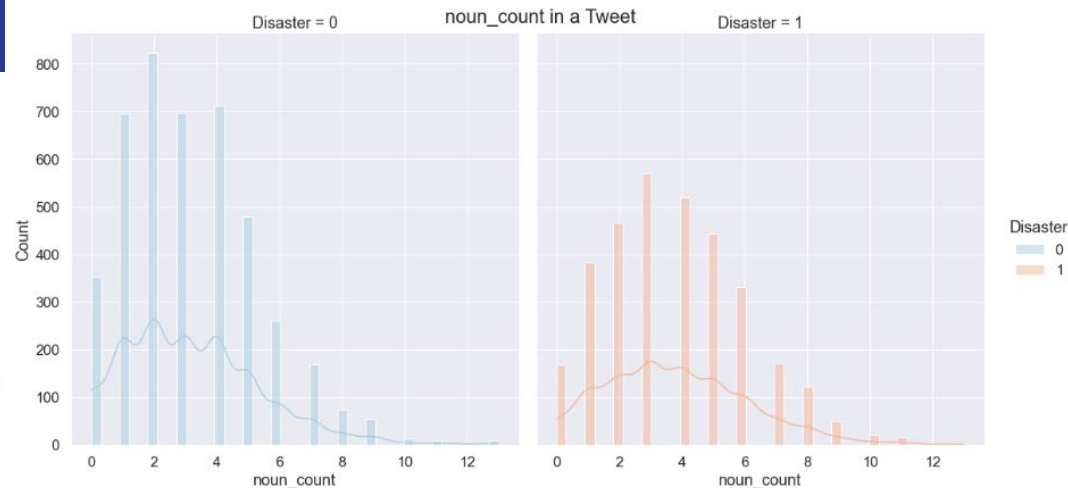 noun_count in a Tweet
Disaster = 0
Disaster = 1
Count
800
700
600
500
400
300
200
100
0
0 2 4 6 8 10 12
noun_count
0 2 4 6 8 10 12
noun_count
Disaster
0
1